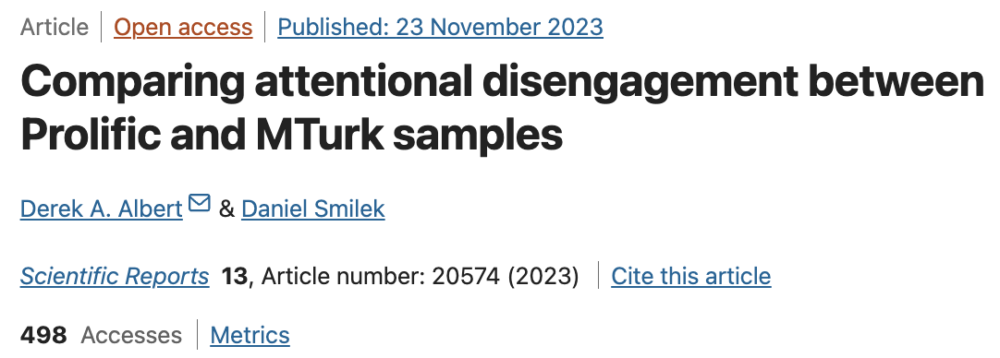 Article | Open access | Published: 23 November 2023
Comparing attentional disengagement between
Prolific and MTurk samples
Derek A. Albert & Daniel Smilek
Scientific Reports 13, Article number: 20574 (2023) | Cite this article
498 Accesses | Metrics